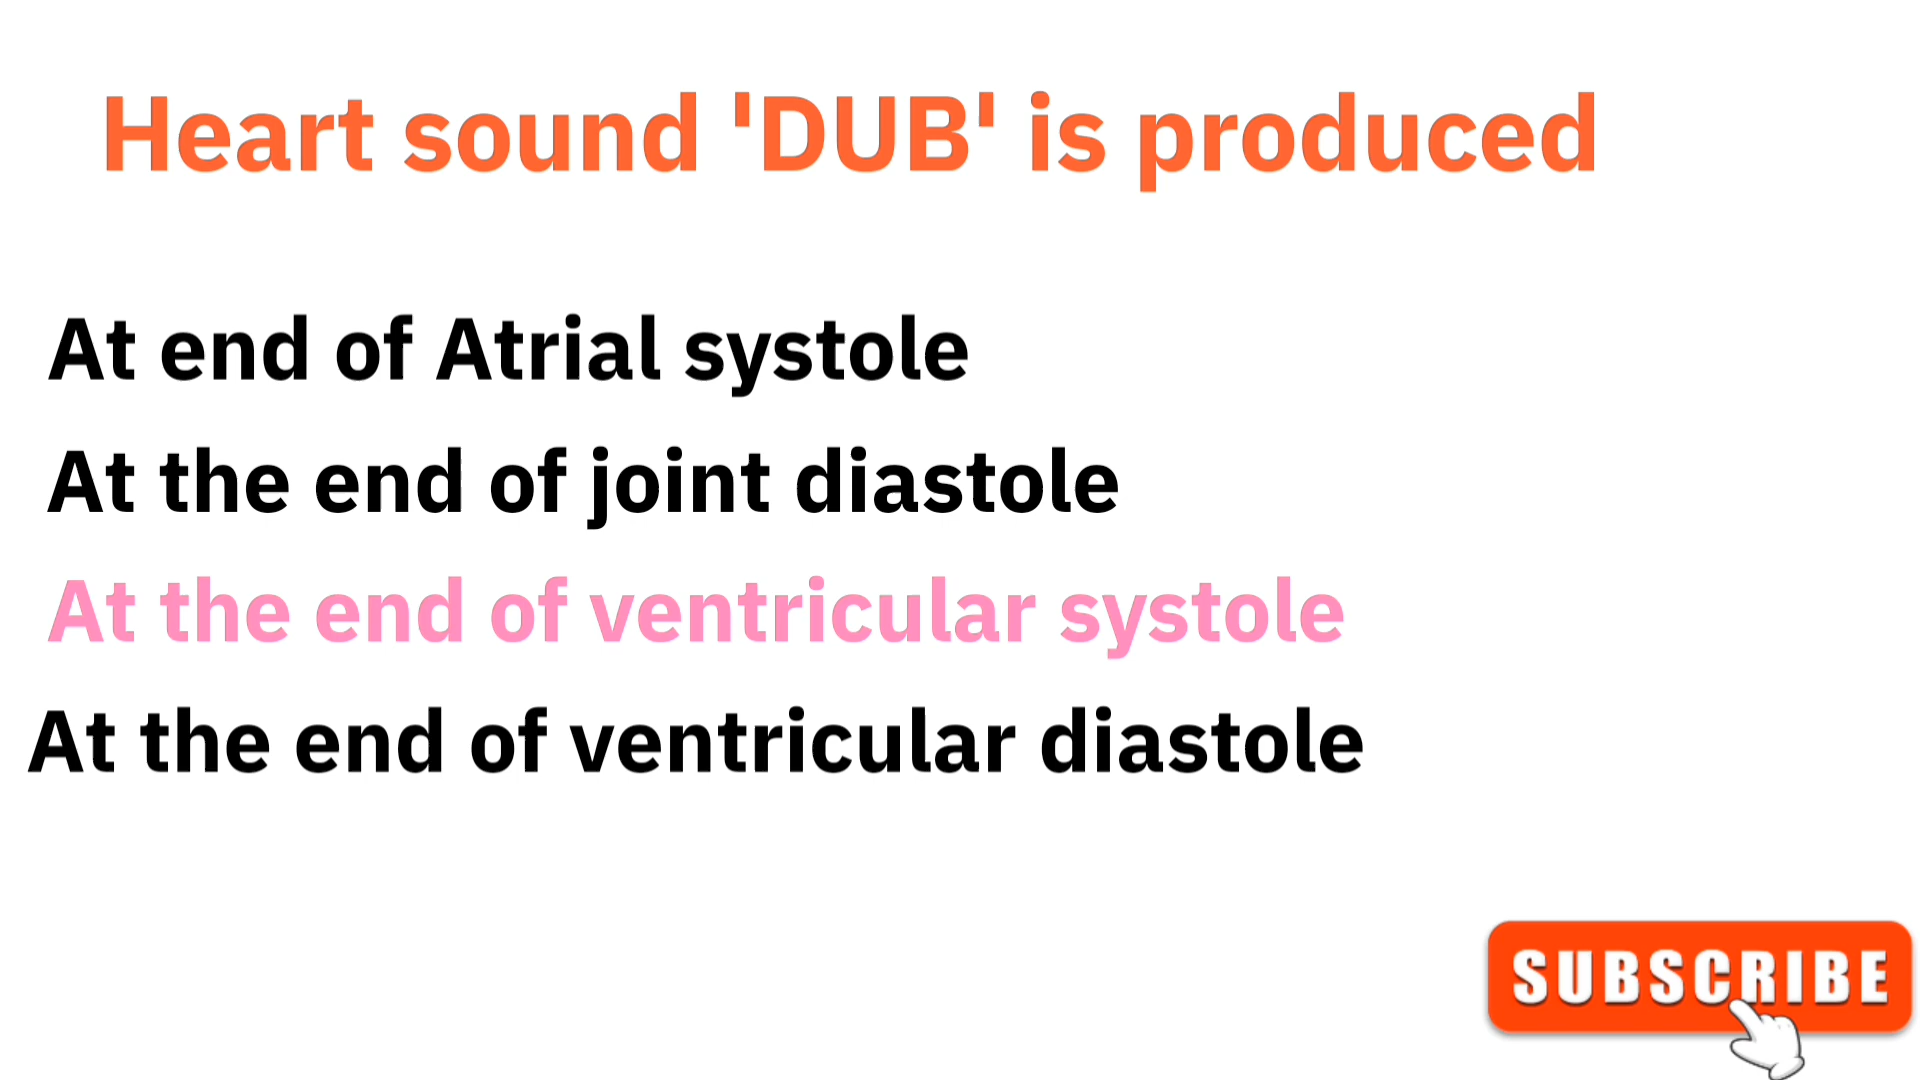 Heart sound 'DUB' is produced
At end of Atrial systole
At the end of joint diastole
At the end of ventricular systole
At the end of ventricular diastole
SUBSCRIBE